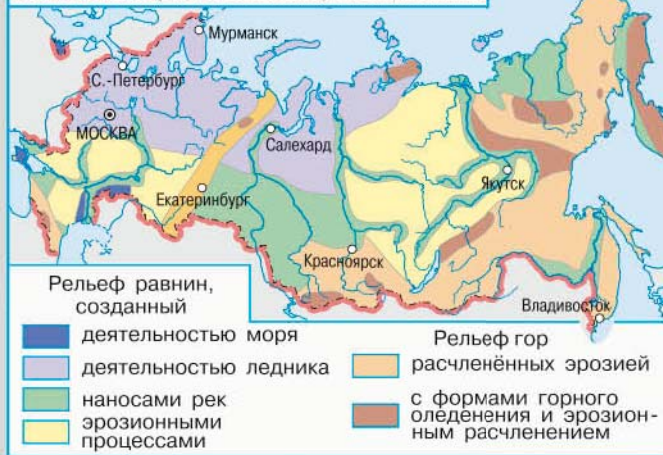 Мурманск
С.-Петербург
МОСКВА
Салехард
Екатеринбург
Якутск
Красноярск
Владивосток
Рельеф равнин,
созданный
деятельностью моря
деятельностью ледника
наносами рек
эрозионными
процессами
Рельеф гор
расчленённых эрозией
с формами горного
оледенения и эрозион-
ным расчленением